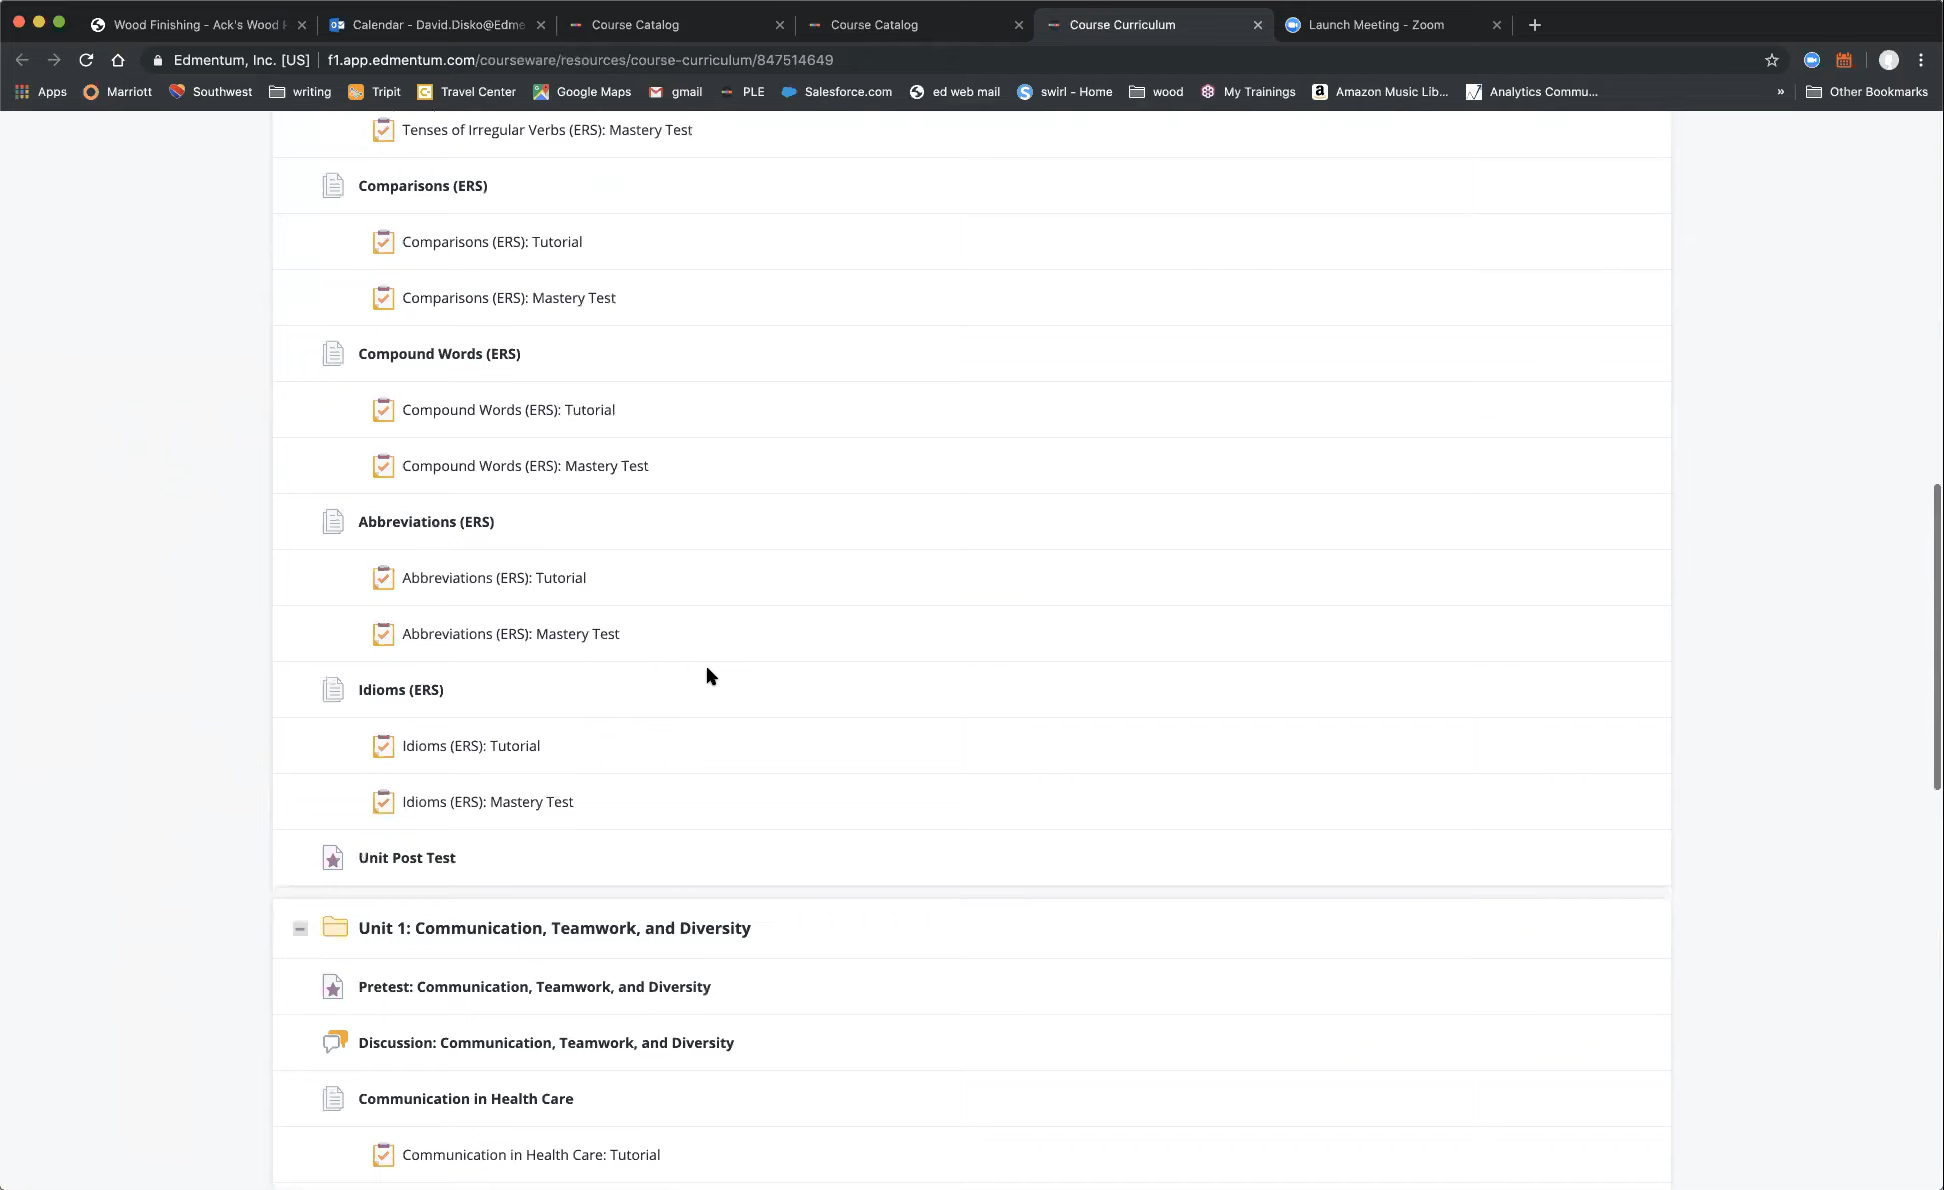 Wood Finishing - Ack's Wood
Calendar - David.Disko@Edme
Course Catalog
Course Catalog
Course Curriculum
Launch Meeting - Zoom
Edmentum, Inc. [US]
f1.app.edmentum.com/courseware/resources/course-curriculum/847514649
Apps
Marriott
Southwest
writing
Tripit
Travel Center
Google Maps
gmail
PLE
Salesforce.com
ed web mail
swirl - Home
wood
My Trainings
Amazon Music Lib...
Analytics Commu...
»
Other Bookmarks
Tenses of Irregular Verbs (ERS): Mastery Test
Comparisons (ERS)
Comparisons (ERS): Tutorial
Comparisons (ERS): Mastery Test
Compound Words (ERS)
Compound Words (ERS): Tutorial
Compound Words (ERS): Mastery Test
Abbreviations (ERS)
Abbreviations (ERS): Tutorial
Abbreviations (ERS): Mastery Test
Idioms (ERS)
Idioms (ERS): Tutorial
Idioms (ERS): Mastery Test
Unit Post Test
Unit 1: Communication, Teamwork, and Diversity
Pretest: Communication, Teamwork, and Diversity
Discussion: Communication, Teamwork, and Diversity
Communication in Health Care
Communication in Health Care: Tutorial